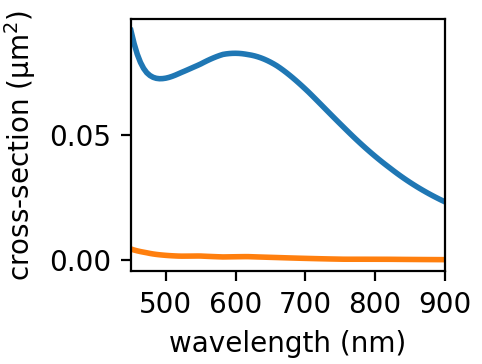 cross-section (μm²)
0.05
0.00
500 600 700 800 900
wavelength (nm)